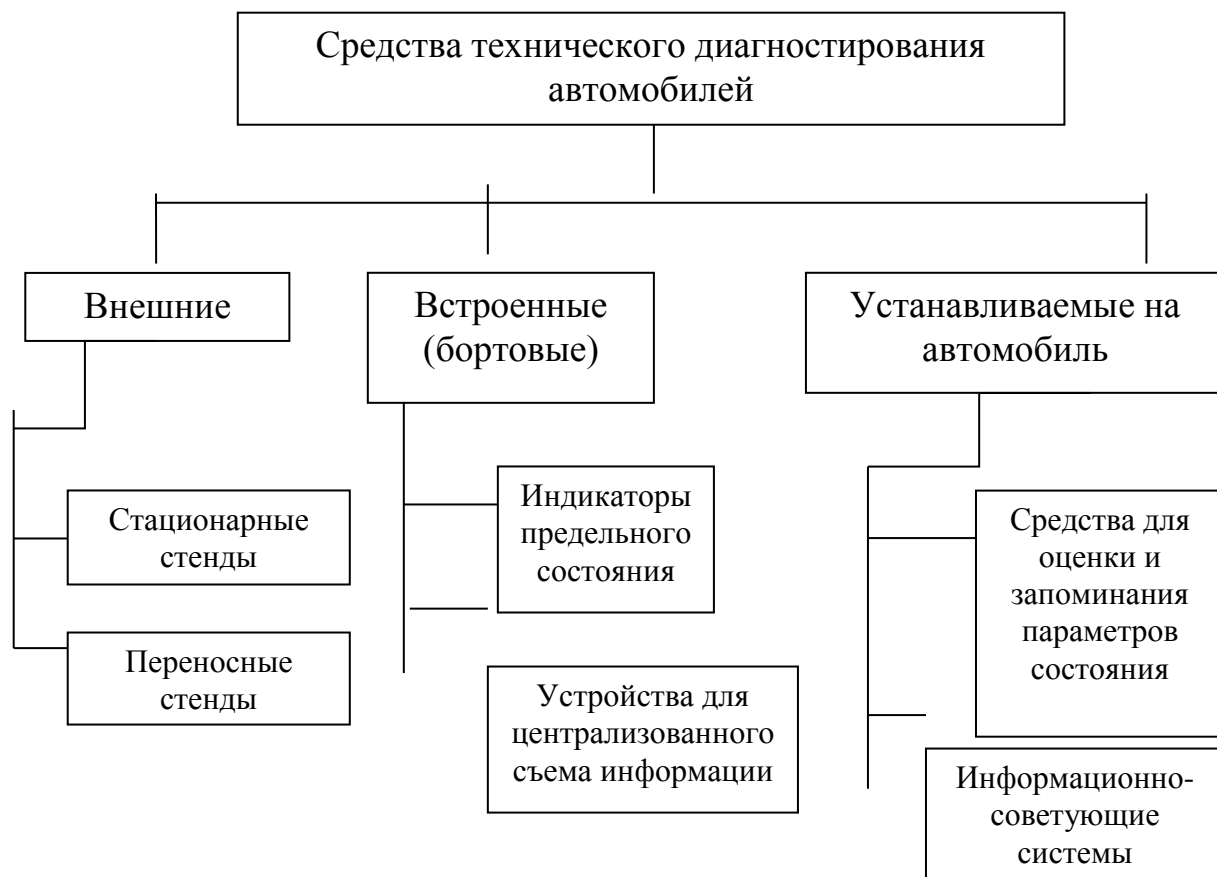 Средства технического диагностирования
автомобилей
Внешние
Встроенные
(бортовые)
Устанавливаемые на
автомобиль
Стационарные
стенды
Переносные
стенды
Индикаторы
предельного
состояния
Устройства для
централизованного
съема информации
Средства для
оценки и
запоминания
параметров
состояния
Информационно-
советующие
системы